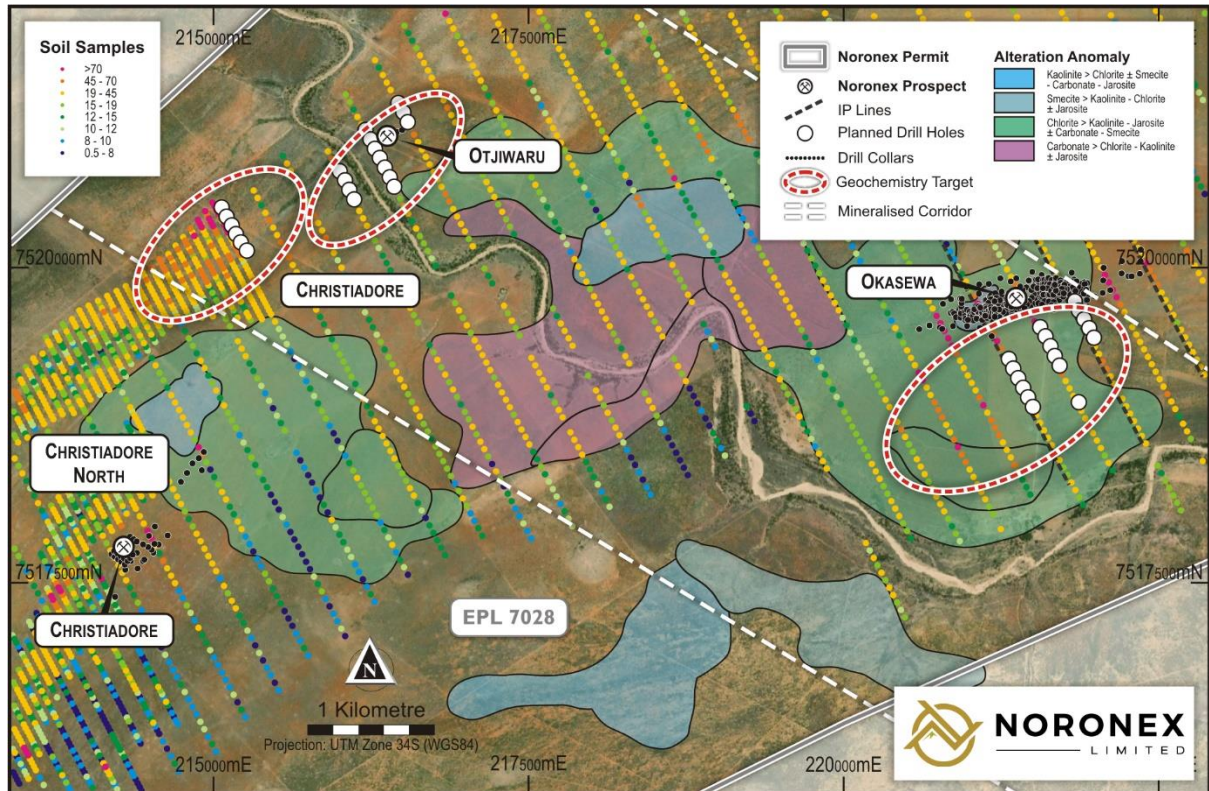 215000mE
217500mE
Soil Samples
>70
45 - 70
19 - 45
15 - 19
12 - 15
10 - 12
8 - 10
0.5 - 8
Noronex Permit
Noronex Prospect
IP Lines
Planned Drill Holes
Drill Collars
Geochemistry Target
Mineralised Corridor
Alteration Anomaly
Kaolinite > Chlorite ± Smecite
- Carbonate - Jarosite
Smecite > Kaolinite - Chlorite
± Jarosite
Chlorite > Kaolinite - Jarosite
± Carbonate - Smecite
Carbonate > Chlorite - Kaolinite
± Jarosite
OTJIWARU
7520000mN
7520000mN
CHRISTIADORE
OKASEWA
CHRISTIADORE
NORTH
7517500mN
7517500mN
CHRISTIADORE
EPL 7028
N
1 Kilometre
Projection: UTM Zone 34S (WGS84)
NORONEX
LIMITED
215000mE
217500mE
220000mE